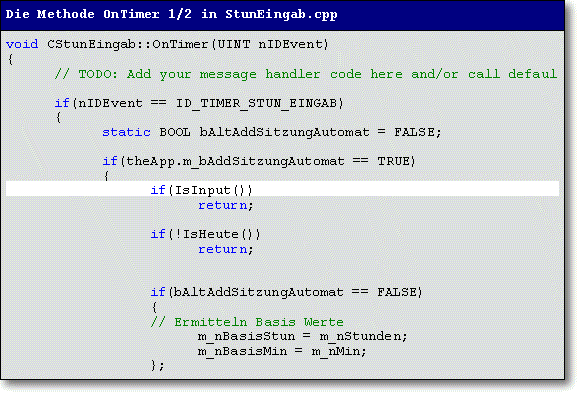 Die Methode OnTimer 1/2 in StunEingab.cpp
void CStunEingab::OnTimer(UINT nIDEvent)
{
// TODO: Add your message handler code here and/or call defaul
if(nIDEvent == ID_TIMER_STUN_EINGAB)
{
static BOOL bAltAddSitzungAutomat = FALSE;
if(theApp.m_bAddSitzungAutomat == TRUE)
{
if(IsInput())
return;
if(!IsHeute())
return;
if(bAltAddSitzungAutomat == FALSE)
{
// Ermitteln Basis Werte
m_nBasisStun = m_nStunden;
m_nBasisMin = m_nMin;
};